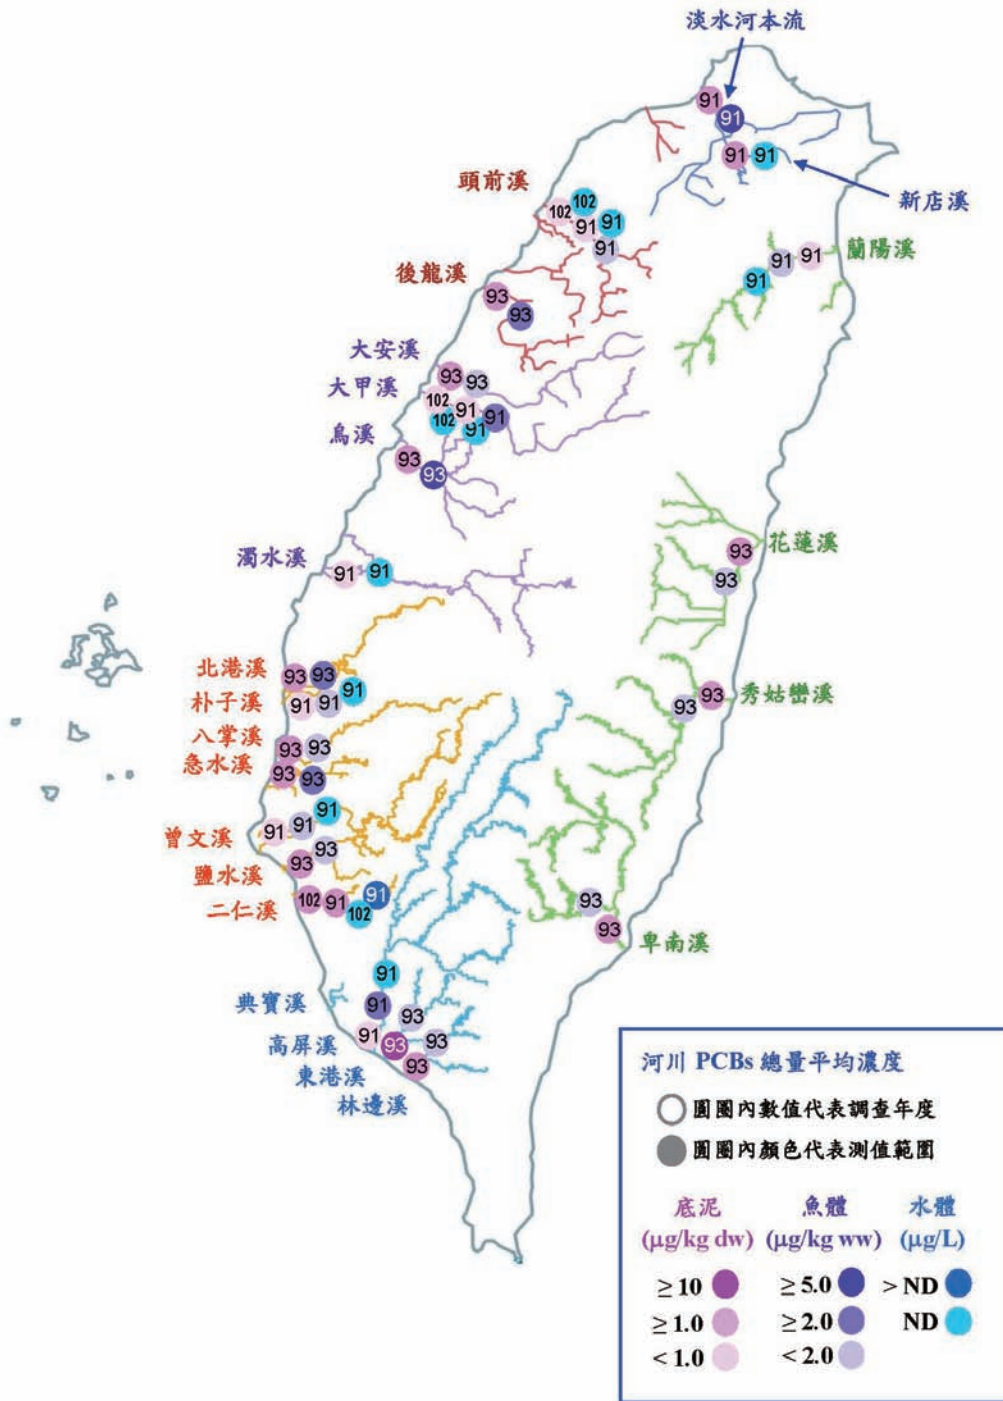 淡水河本流
91
91
91
91
新店溪
頭前溪
102
102
91
91
91
蘭陽溪
91
91
91
後龍溪
93
93
大安溪
93
93
大甲溪
102
91
91
102
91
烏溪
93
93
花蓮溪
93
93
濁水溪
91
91
北港溪
93
93
朴子溪
91
91
91
秀姑巒溪
93
93
八掌溪
93
93
急水溪
93
93
曾文溪
91
91
91
鹽水溪
93
93
二仁溪
102
91
102
91
卑南溪
93
93
典寶溪
91
91
高屏溪
91
93
93
東港溪
93
93
林邊溪
河川 PCBs 總量平均濃度
圓圈內數值代表調查年度
圓圈內顏色代表測值範圍
底泥 魚體 水體
(μg/kg dw) (μg/kg ww) (μg/L)
≥ 10 ≥ 5.0 > ND
≥ 1.0 ≥ 2.0 ND
< 1.0 < 2.0